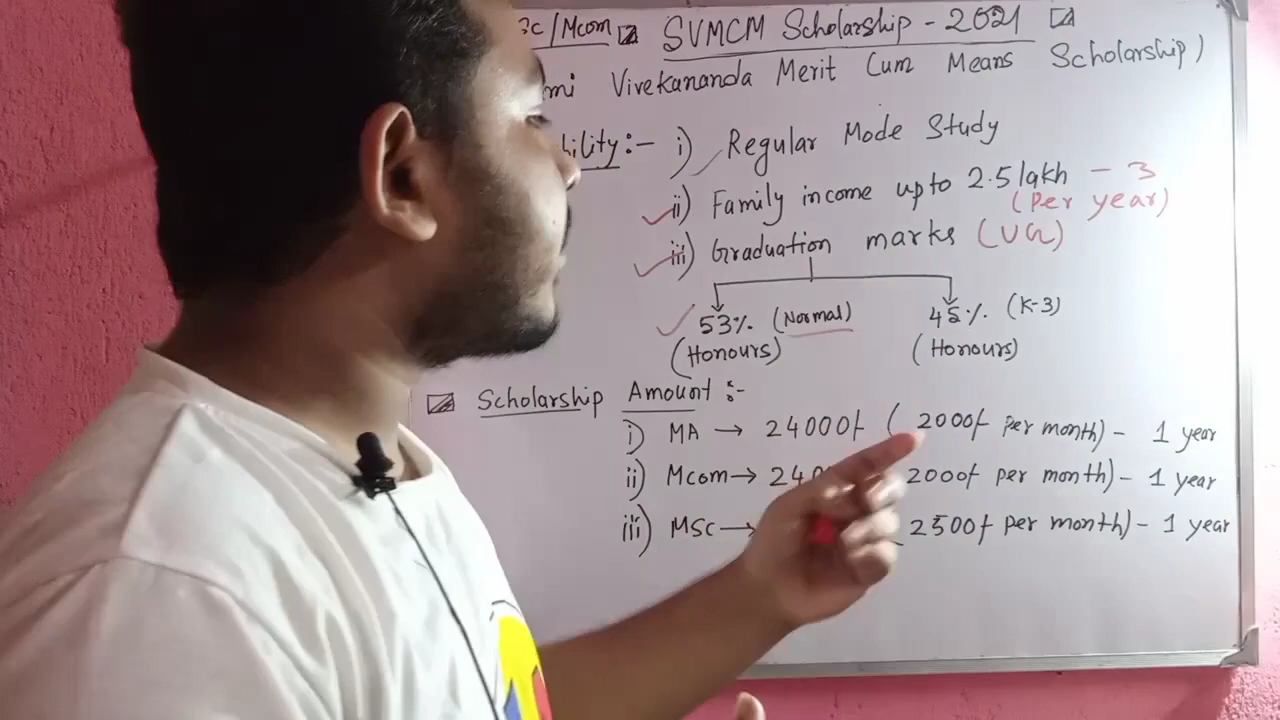 Sc/Mcom SVMCM Scholarship - 2021
Vivekananda Merit Cum Means Scholarship)
i) Regular Mode Study
ii) Family income upto 2.5 lakh - 3
(Per year)
iii) Graduation marks (UG)
53% (Normal) 45% (K-3)
(Honours) (Honours)
Scholarship Amount :-
i) MA → 24000/- (2000/- per month) - 1 year
ii) Mcom → 2000/- per month) - 1 year
iii) MSC → (2500/- per month) - 1 year